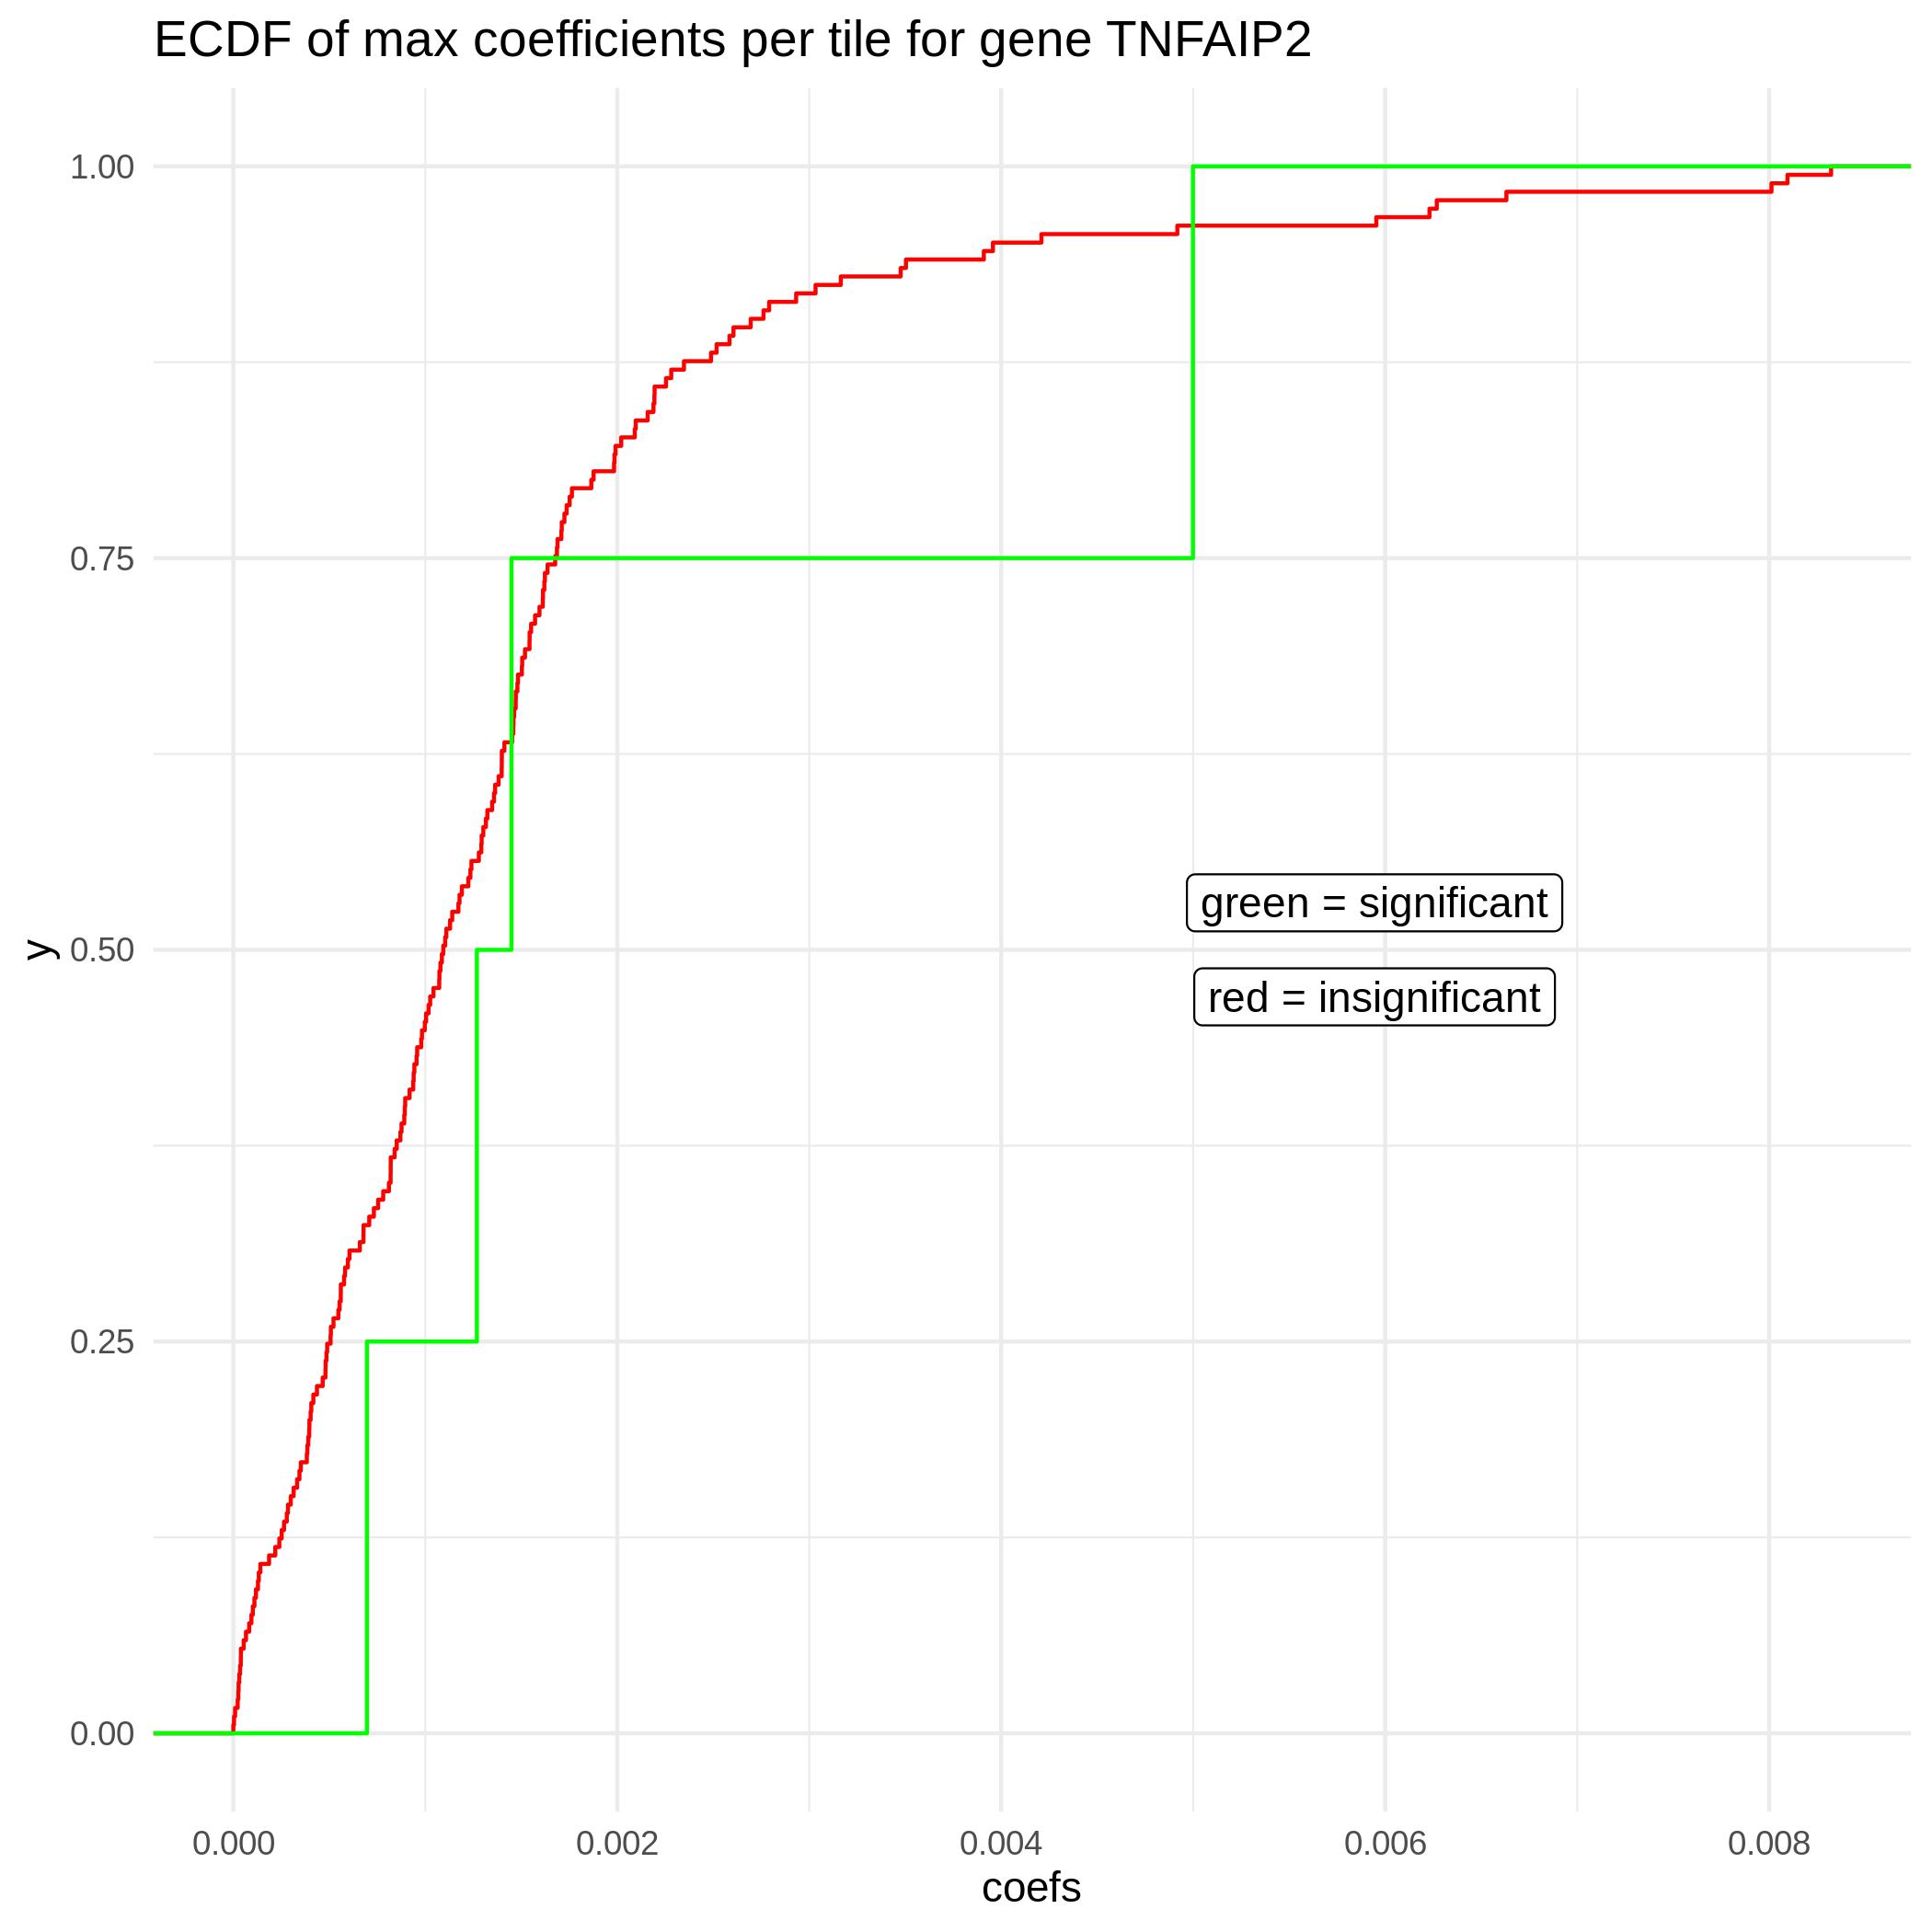 ECDF of max coefficients per tile for gene TNFAIP2
1.00
0.75
0.50
0.25
0.00
y
green = significant
red = insignificant
0.000 0.002 0.004 0.006 0.008
coefs